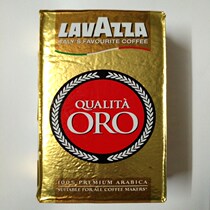 LAVAZZA
ITALY'S FAVOURITE COFFEE
QUALITÀ
ORO
100% PREMIUM ARABICA
"SUITABLE FOR ALL COFFEE MAKERS"